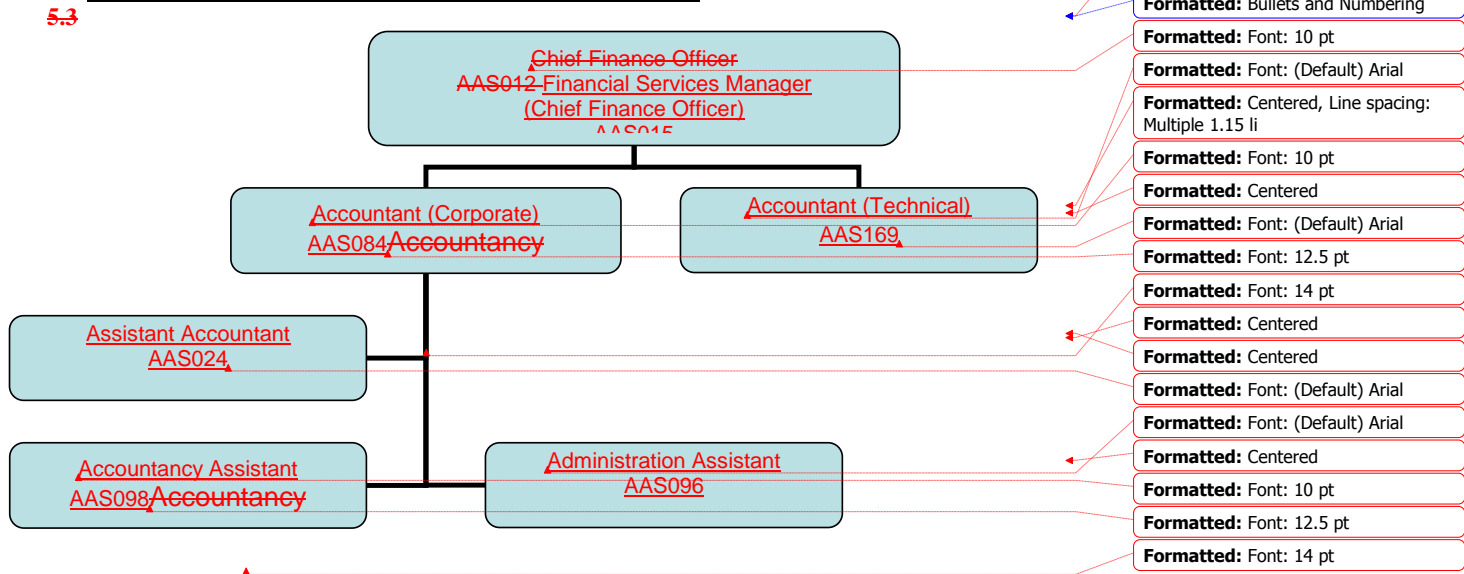 5.3
Chief Finance Officer
AAS012 Financial Services Manager
(Chief Finance Officer)
AAS015
Accountant (Corporate)
AAS084Accountancy
Accountant (Technical)
AAS169
Assistant Accountant
AAS024
Accountancy Assistant
AAS098Accountancy
Administration Assistant
AAS096
Formatted: Bullets and Numbering
Formatted: Font: 10 pt
Formatted: Font: (Default) Arial
Formatted: Centered, Line spacing:
Multiple 1.15 li
Formatted: Font: 10 pt
Formatted: Centered
Formatted: Font: (Default) Arial
Formatted: Font: 12.5 pt
Formatted: Font: 14 pt
Formatted: Centered
Formatted: Centered
Formatted: Font: (Default) Arial
Formatted: Font: (Default) Arial
Formatted: Centered
Formatted: Font: 10 pt
Formatted: Font: 12.5 pt
Formatted: Font: 14 pt